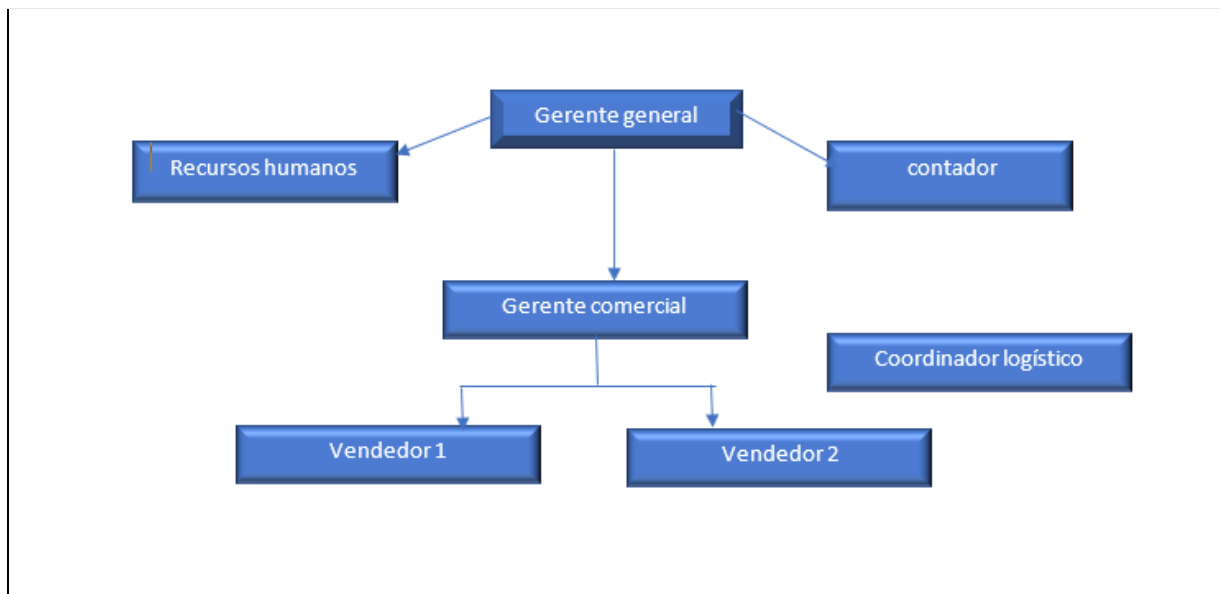 Gerente general
Recursos humanos
contador
Gerente comercial
Coordinador logístico
Vendedor 1
Vendedor 2